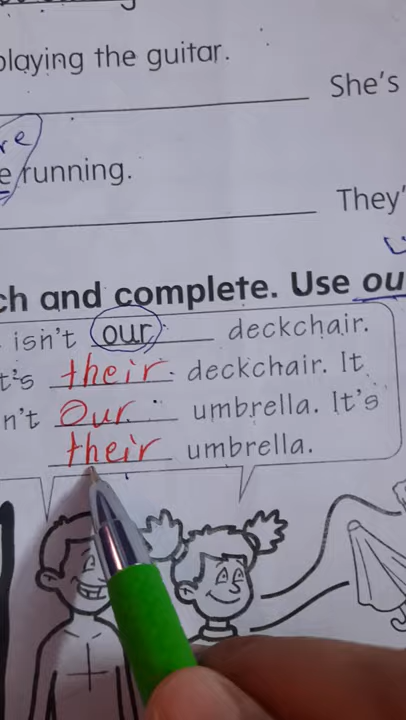 playing the guitar.
She's
re
e running.
They'
ch and complete. Use ou
isn't our deckchair.
t's their deckchair. It
n't Our umbrella. It's
their umbrella.